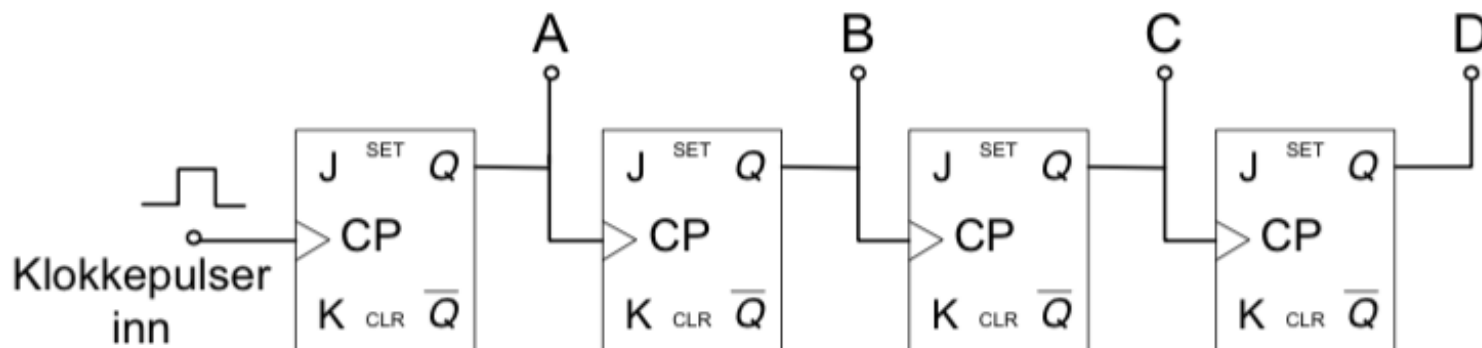 A B C D
J SET Q J SET Q J SET Q J SET Q
CP CP CP CP
Klokkepulser
inn
K CLR Q̅ K CLR Q̅ K CLR Q̅ K CLR Q̅